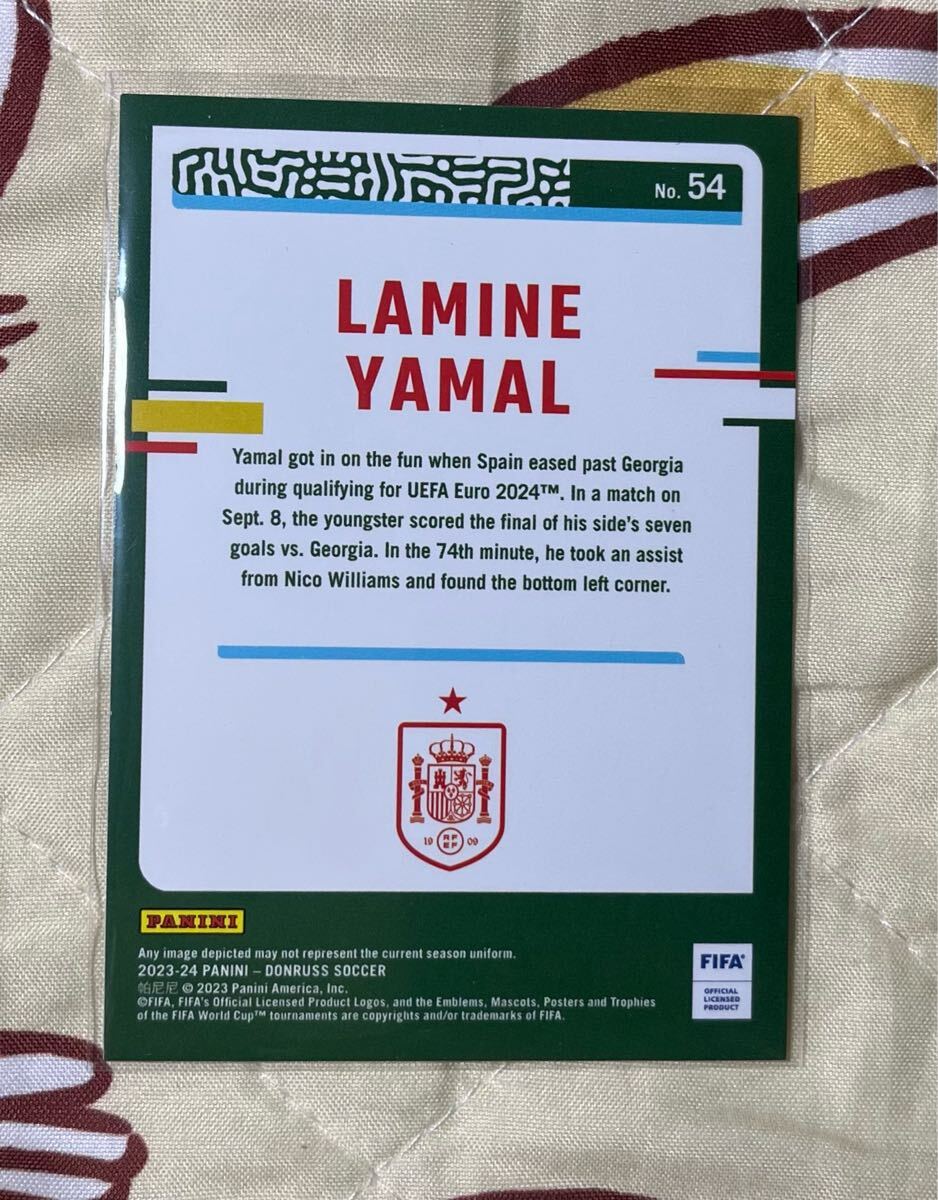 No. 54
LAMINE
YAMAL
Yamal got in on the fun when Spain eased past Georgia
during qualifying for UEFA Euro 2024™. In a match on
Sept. 8, the youngster scored the final of his side's seven
goals vs. Georgia. In the 74th minute, he took an assist
from Nico Williams and found the bottom left corner.
19 RFEF 09
PANINI
Any image depicted may not represent the current season uniform.
2023-24 PANINI – DONRUSS SOCCER
帕尼尼 © 2023 Panini America, Inc.
©FIFA, FIFA's Official Licensed Product Logos, and the Emblems, Mascots, Posters and Trophies
of the FIFA World Cup™ tournaments are copyrights and/or trademarks of FIFA.
FIFA®
OFFICIAL
LICENSED
PRODUCT